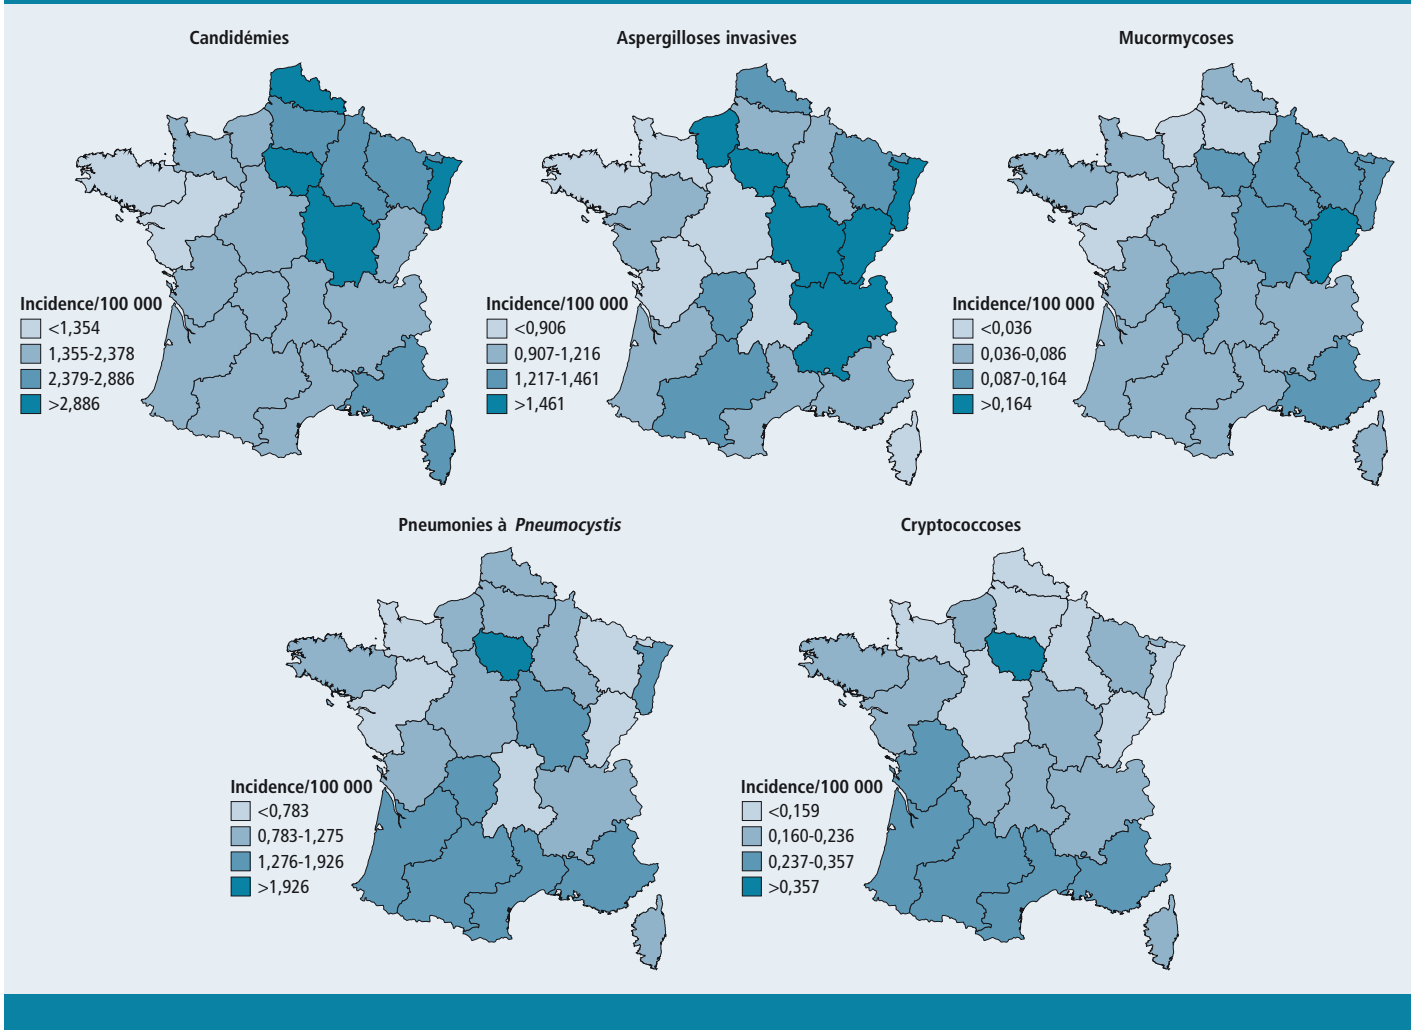 Candidémies
Aspergilloses invasives
Mucormycoses
Incidence/100 000
<1,354
1,355-2,378
2,379-2,886
>2,886
Incidence/100 000
<0,906
0,907-1,216
1,217-1,461
>1,461
Incidence/100 000
<0,036
0,036-0,086
0,087-0,164
>0,164
Pneumonies à Pneumocystis
Cryptococcoses
Incidence/100 000
<0,783
0,783-1,275
1,276-1,926
>1,926
Incidence/100 000
<0,159
0,160-0,236
0,237-0,357
>0,357